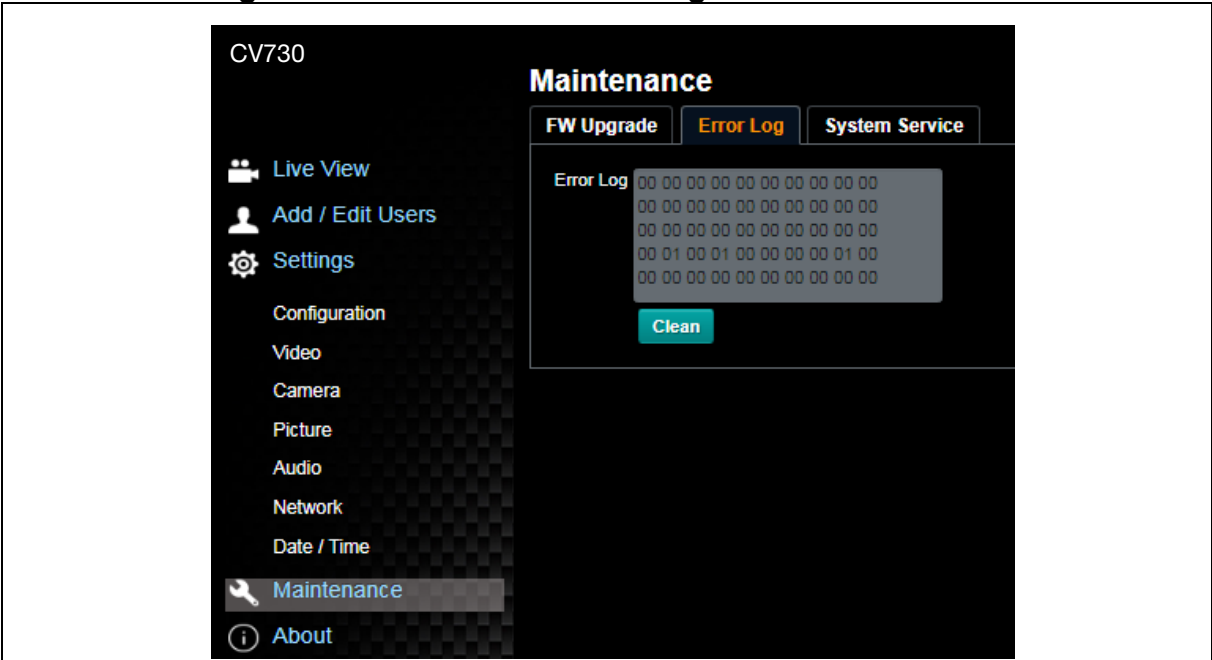 CV730
Maintenance
FW Upgrade Error Log System Service
Live View
Add / Edit Users
Settings
Configuration
Video
Camera
Picture
Audio
Network
Date / Time
Maintenance
About
Error Log
00 00 00 00 00 00 00 00 00 00
00 00 00 00 00 00 00 00 00 00
00 00 00 00 00 00 00 00 00 00
00 01 00 01 00 00 00 00 01 00
00 00 00 00 00 00 00 00 00 00
Clean